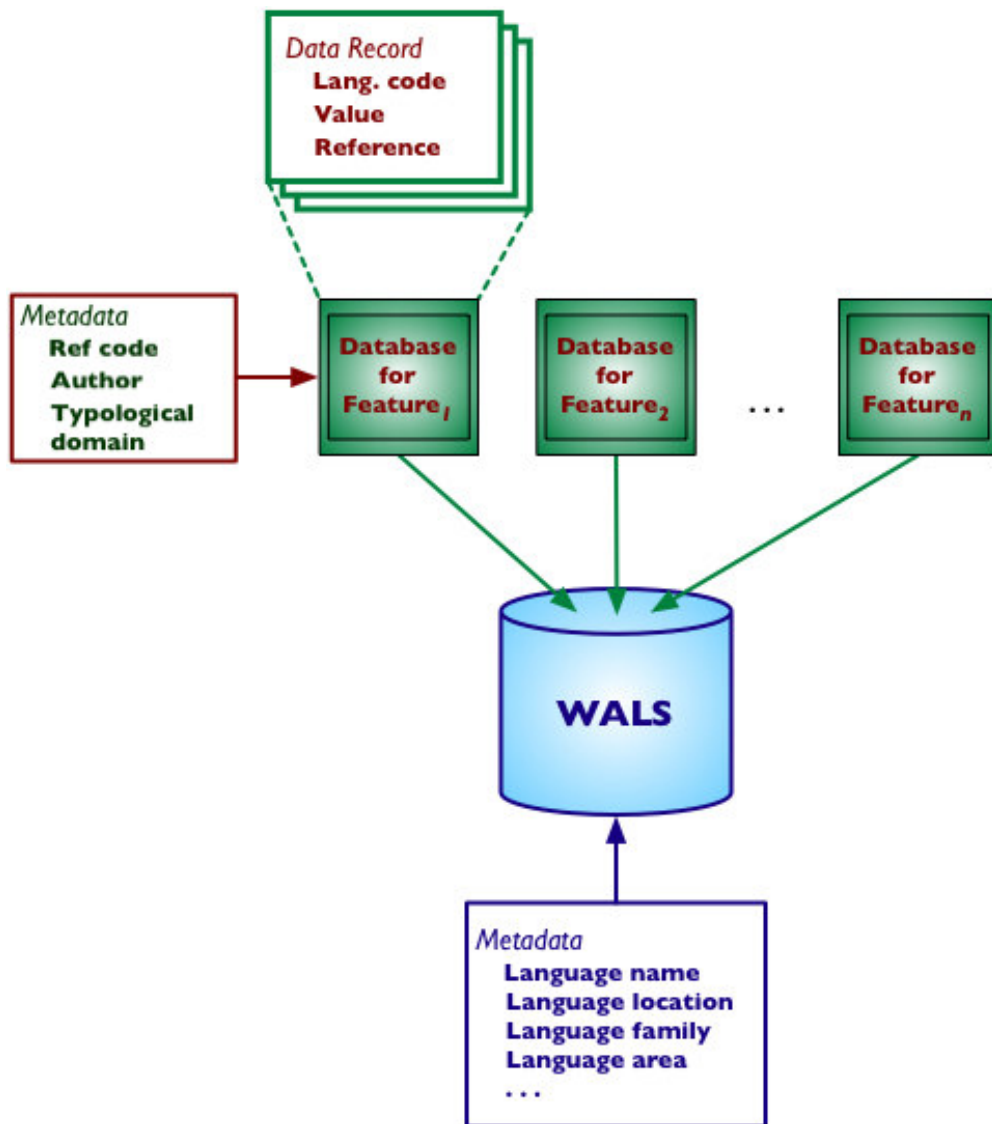 Data Record
Lang. code
Value
Reference
Metadata
Ref code
Author
Typological
domain
Database
for
Feature1
Database
for
Feature2
...
Database
for
Featuren
WALS
Metadata
Language name
Language location
Language family
Language area
...